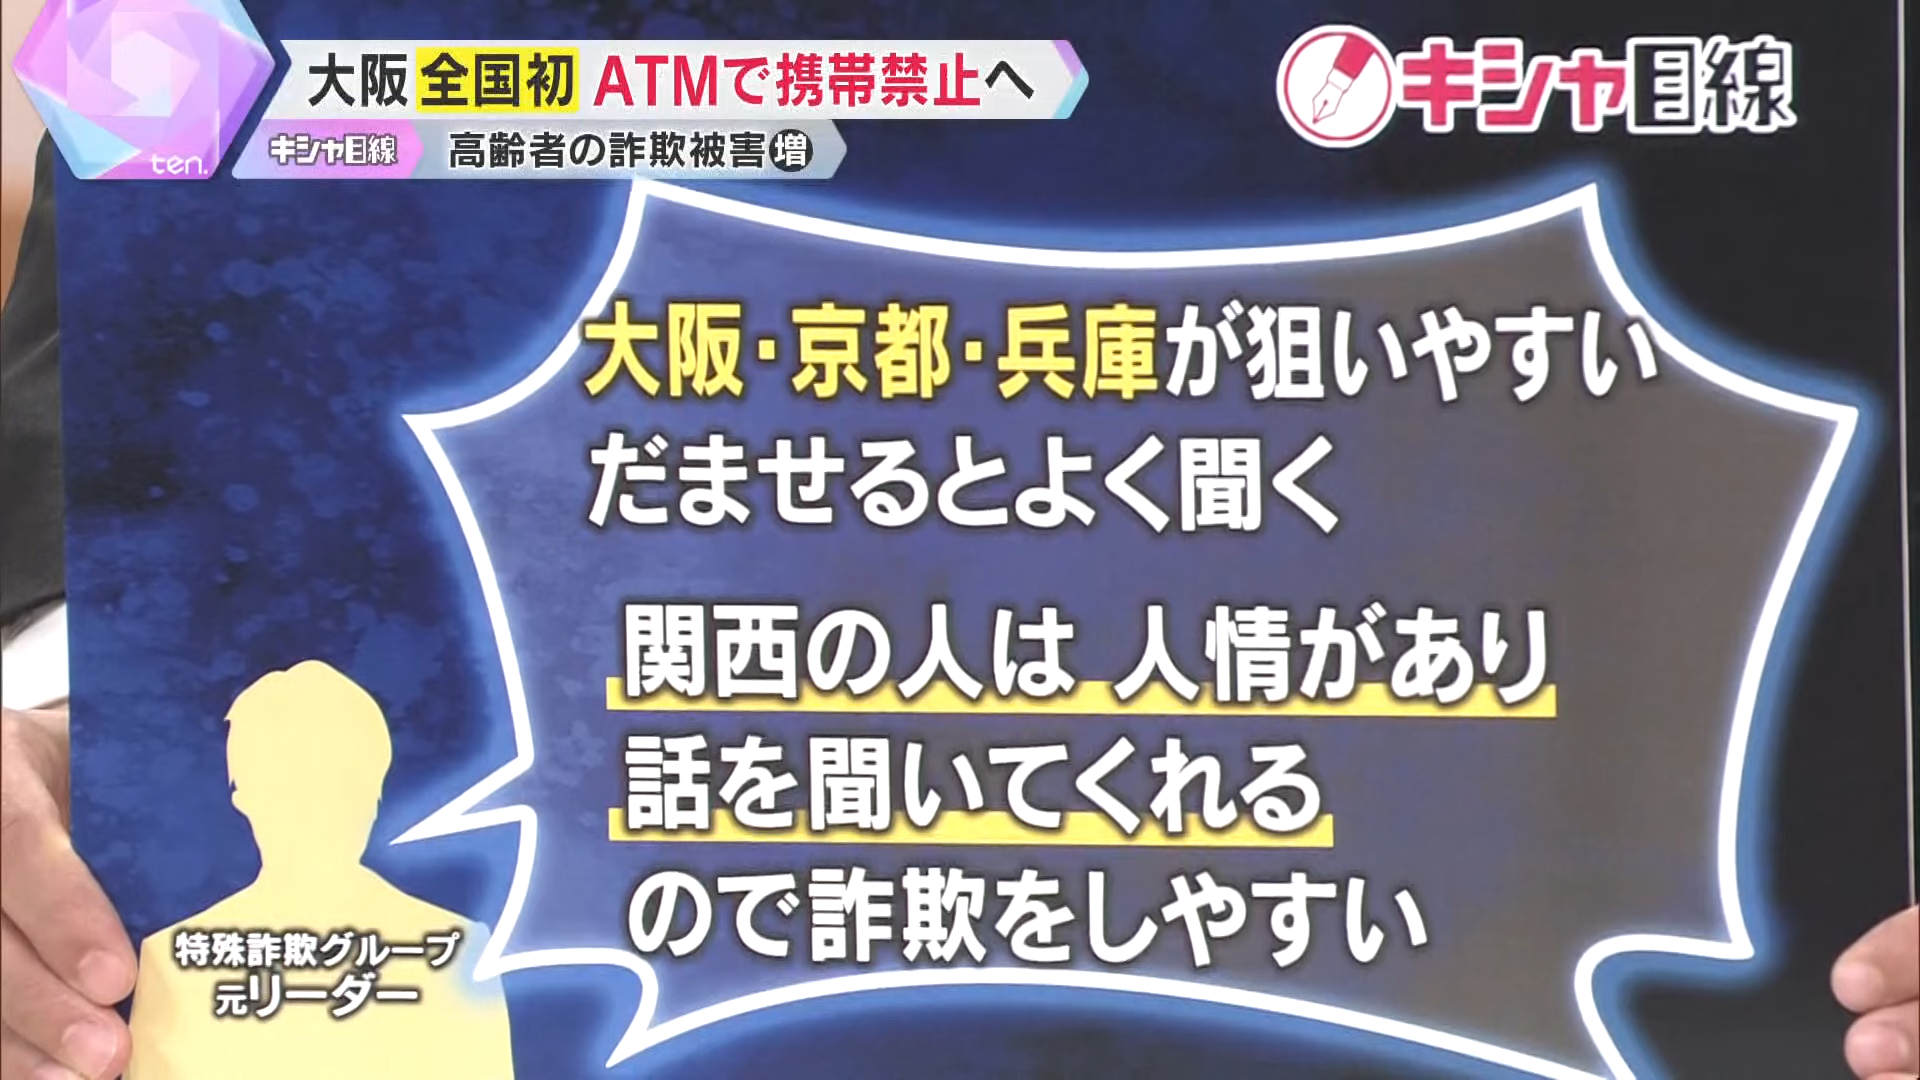 大阪 全国初 ATMで携帯禁止へ
キシャ目線
ten.
キシャ目線 高齢者の詐欺被害増
大阪・京都・兵庫が狙いやすい
だませるとよく聞く
関西の人は 人情があり
話を聞いてくれる
ので詐欺をしやすい
特殊詐欺グループ
元リーダー